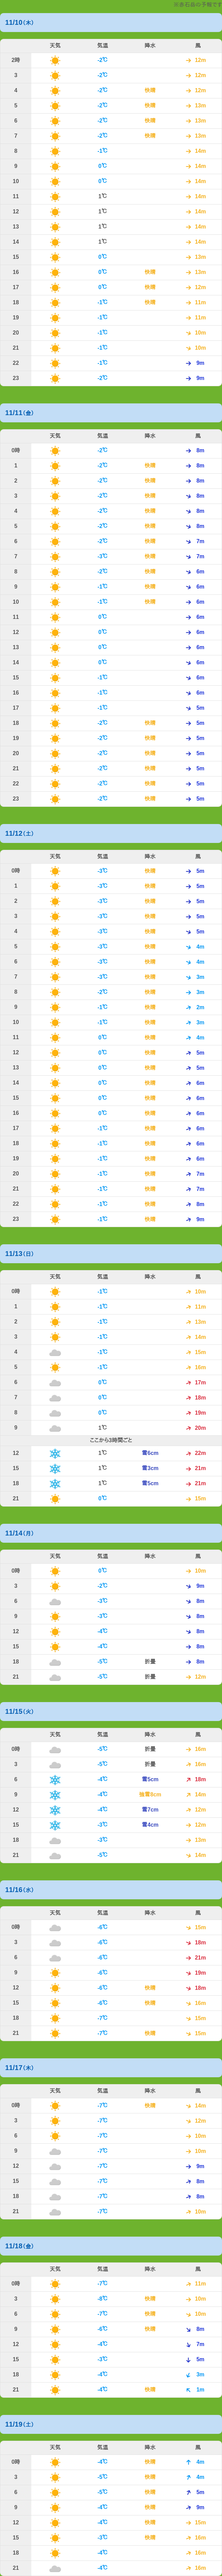 11/10(木)
天気 気温 降水 風
2時 -2℃ 12m
3 -2℃ 12m
4 -2℃ 快晴 12m
5 -2℃ 快晴 13m
6 -2℃ 快晴 13m
7 -2℃ 快晴 13m
8 -1℃ 14m
9 0℃ 14m
10 0℃ 14m
11 1℃ 14m
12 1℃ 14m
13 1℃ 14m
14 1℃ 14m
15 0℃ 13m
16 0℃ 快晴 13m
17 0℃ 快晴 12m
18 -1℃ 快晴 11m
19 -1℃ 11m
20 -1℃ 10m
21 -1℃ 10m
22 -1℃ 9m
23 -2℃ 9m
11/11(金)
天気 気温 降水 風
0時 -2℃ 8m
1 -2℃ 快晴 8m
2 -2℃ 快晴 8m
3 -2℃ 快晴 8m
4 -2℃ 快晴 8m
5 -2℃ 快晴 8m
6 -2℃ 快晴 7m
7 -3℃ 快晴 7m
8 -2℃ 快晴 6m
9 -1℃ 快晴 6m
10 -1℃ 快晴 6m
11 0℃ 6m
12 0℃ 6m
13 0℃ 6m
14 0℃ 6m
15 -1℃ 6m
16 -1℃ 6m
17 -1℃ 5m
18 -2℃ 快晴 5m
19 -2℃ 快晴 5m
20 -2℃ 快晴 5m
21 -2℃ 快晴 5m
22 -2℃ 快晴 5m
23 -2℃ 快晴 5m
11/12(土)
天気 気温 降水 風
0時 -3℃ 快晴 5m
1 -3℃ 快晴 5m
2 -3℃ 快晴 5m
3 -3℃ 快晴 5m
4 -3℃ 快晴 5m
5 -3℃ 快晴 4m
6 -3℃ 快晴 4m
7 -3℃ 快晴 3m
8 -2℃ 快晴 3m
9 -1℃ 快晴 2m
10 -1℃ 快晴 3m
11 0℃ 快晴 4m
12 0℃ 快晴 5m
13 0℃ 快晴 5m
14 0℃ 快晴 6m
15 0℃ 快晴 6m
16 0℃ 快晴 6m
17 -1℃ 快晴 6m
18 -1℃ 快晴 6m
19 -1℃ 快晴 6m
20 -1℃ 快晴 7m
21 -1℃ 快晴 7m
22 -1℃ 快晴 8m
23 -1℃ 快晴 9m
11/13(日)
天気 気温 降水 風
0時 -1℃ 10m
1 -1℃ 11m
2 -1℃ 13m
3 -1℃ 14m
4 -1℃ 15m
5 -1℃ 16m
6 0℃ 17m
7 0℃ 18m
8 0℃ 19m
9 1℃ 20m
ここから3時間ごと
12 1℃ 雪6cm 22m
15 1℃ 雪3cm 21m
18 1℃ 雪5cm 21m
21 0℃ 15m
11/14(月)
天気 気温 降水 風
0時 0℃ 10m
3 -2℃ 9m
6 -3℃ 8m
9 -3℃ 8m
12 -4℃ 8m
15 -4℃ 8m
18 -5℃ 折曇 8m
21 -5℃ 折曇 12m
11/15(火)
天気 気温 降水 風
0時 -5℃ 折曇 16m
3 -5℃ 折曇 16m
6 -4℃ 雪5cm 18m
9 -4℃ 強雪8cm 14m
12 -4℃ 雪7cm 12m
15 -3℃ 雪4cm 12m
18 -3℃ 13m
21 -5℃ 14m
11/16(水)
天気 気温 降水 風
0時 -6℃ 15m
3 -6℃ 18m
6 -6℃ 21m
9 -6℃ 19m
12 -6℃ 快晴 18m
15 -6℃ 快晴 16m
18 -7℃ 快晴 15m
21 -7℃ 快晴 15m
11/17(木)
天気 気温 降水 風
0時 -7℃ 快晴 14m
3 -7℃ 12m
6 -7℃ 10m
9 -7℃ 10m
12 -7℃ 9m
15 -7℃ 8m
18 -7℃ 8m
21 -7℃ 10m
11/18(金)
天気 気温 降水 風
0時 -7℃ 11m
3 -8℃ 快晴 10m
6 -7℃ 快晴 10m
9 -6℃ 快晴 8m
12 -4℃ 7m
15 -3℃ 5m
18 -4℃ 3m
21 -4℃ 快晴 1m
11/19(土)
天気 気温 降水 風
0時 -4℃ 快晴 4m
3 -5℃ 快晴 4m
6 -5℃ 快晴 5m
9 -4℃ 快晴 9m
12 -4℃ 快晴 15m
15 -3℃ 快晴 16m
18 -4℃ 16m
21 -4℃ 16m